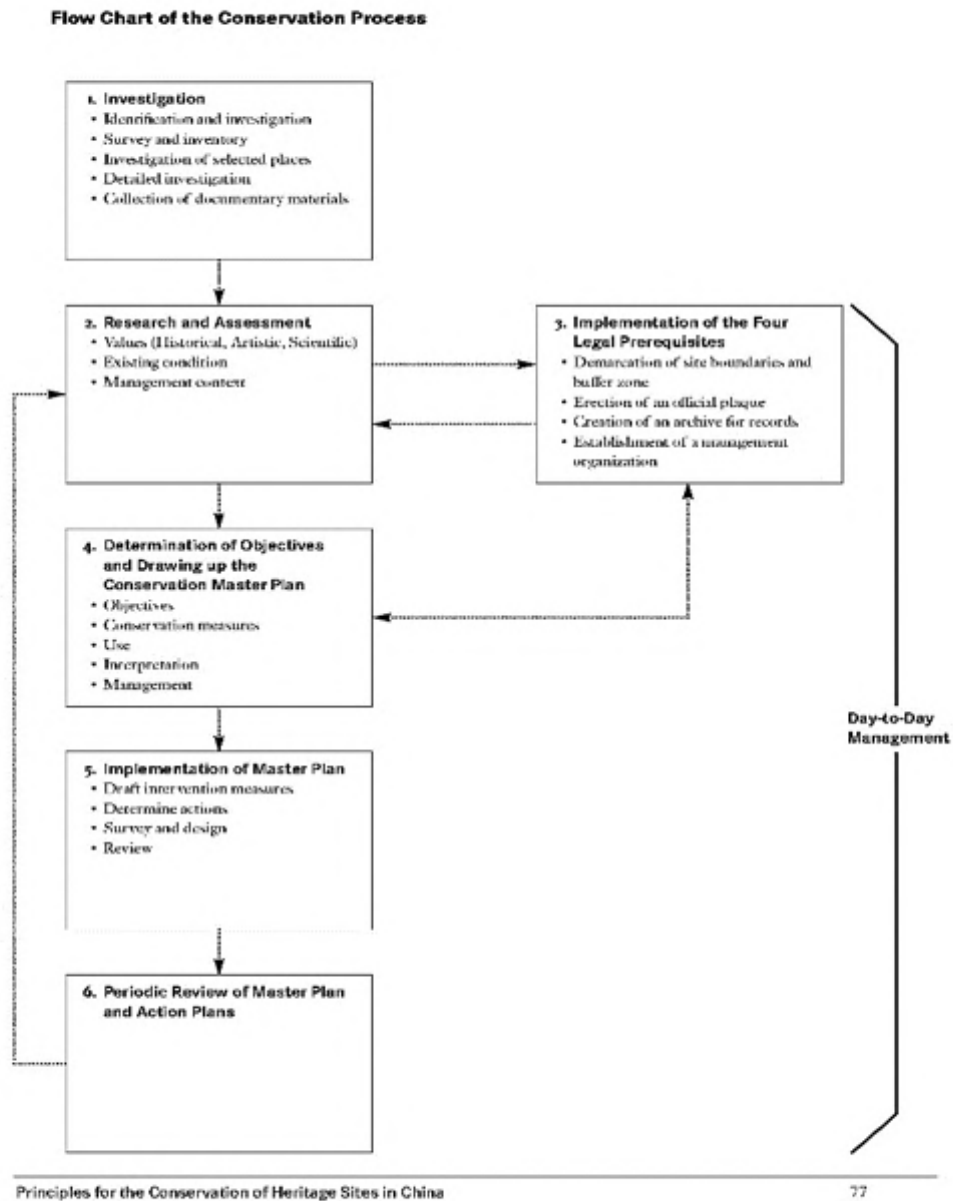 Flow Chart of the Conservation Process
1. Investigation
• Identification and investigation
• Survey and inventory
• Investigation of selected places
• Detailed investigation
• Collection of documentary materials
2. Research and Assessment
• Values (Historical, Artistic, Scientific)
• Existing condition
• Management context
3. Implementation of the Four
Legal Prerequisites
• Demarcation of site boundaries and
buffer zone
• Erection of an official plaque
• Creation of an archive for records
• Establishment of a management
organization
4. Determination of Objectives
and Drawing up the
Conservation Master Plan
• Objectives
• Conservation measures
• Use
• Interpretation
• Management
Day-to-Day
Management
5. Implementation of Master Plan
• Draft intervention measures
• Determine actions
• Survey and design
• Review
6. Periodic Review of Master Plan
and Action Plans
Principles for the Conservation of Heritage Sites in China
77